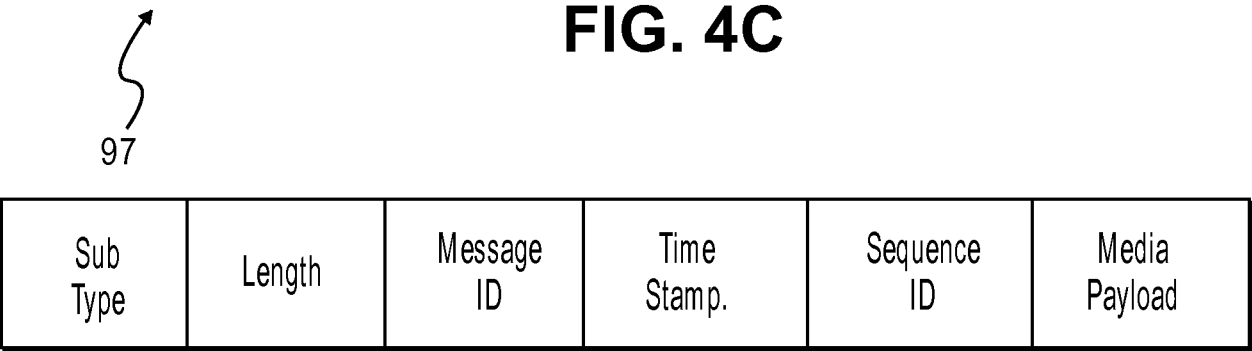 FIG. 4C
97
Sub
Type
Length
Message
ID
Time
Stamp.
Sequence
ID
Media
Payload